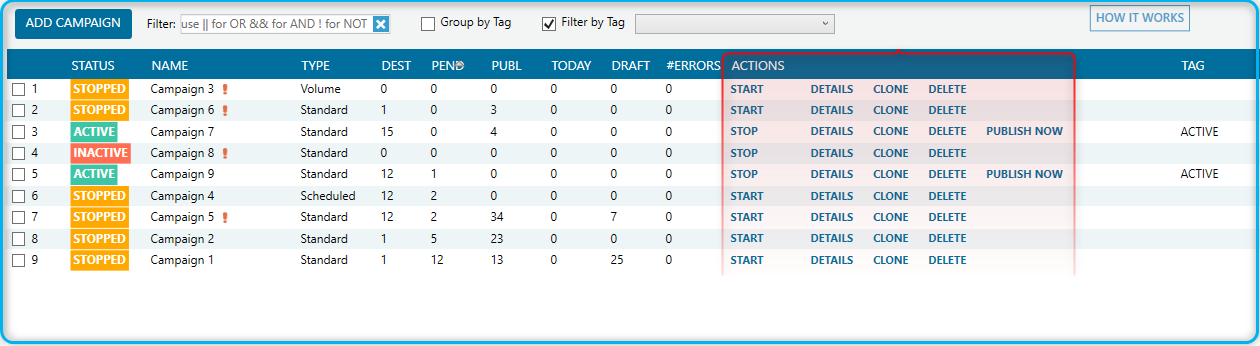 ADD CAMPAIGN Filter: use || for OR && for AND ! for NOT Group by Tag Filter by Tag HOW IT WORKS
STATUS NAME TYPE DEST PEND PUBL TODAY DRAFT #ERRORS ACTIONS TAG
1 STOPPED Campaign 3 ! Volume 0 0 0 0 0 0 START DETAILS CLONE DELETE
2 STOPPED Campaign 6 ! Standard 1 0 3 0 0 0 START DETAILS CLONE DELETE
3 ACTIVE Campaign 7 Standard 15 0 4 0 0 0 STOP DETAILS CLONE DELETE PUBLISH NOW ACTIVE
4 INACTIVE Campaign 8 ! Standard 0 0 0 0 0 0 STOP DETAILS CLONE DELETE
5 ACTIVE Campaign 9 Standard 12 1 0 0 0 0 STOP DETAILS CLONE DELETE PUBLISH NOW ACTIVE
6 STOPPED Campaign 4 Scheduled 12 2 0 0 0 0 START DETAILS CLONE DELETE
7 STOPPED Campaign 5 ! Standard 12 2 34 0 7 0 START DETAILS CLONE DELETE
8 STOPPED Campaign 2 Standard 1 5 23 0 0 0 START DETAILS CLONE DELETE
9 STOPPED Campaign 1 Standard 1 12 13 0 25 0 START DETAILS CLONE DELETE